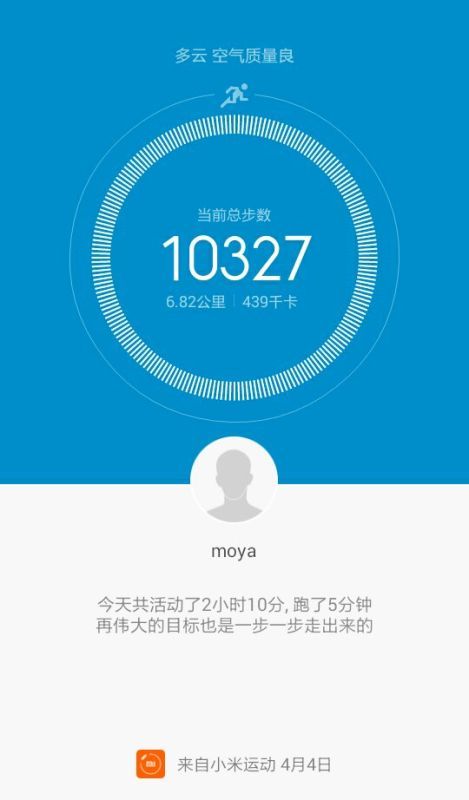 多云 空气质量良
当前总步数
10327
6.82公里 439千卡
moya
今天共活动了2小时10分, 跑了5分钟
再伟大的目标也是一步一步走出来的
来自小米运动 4月4日